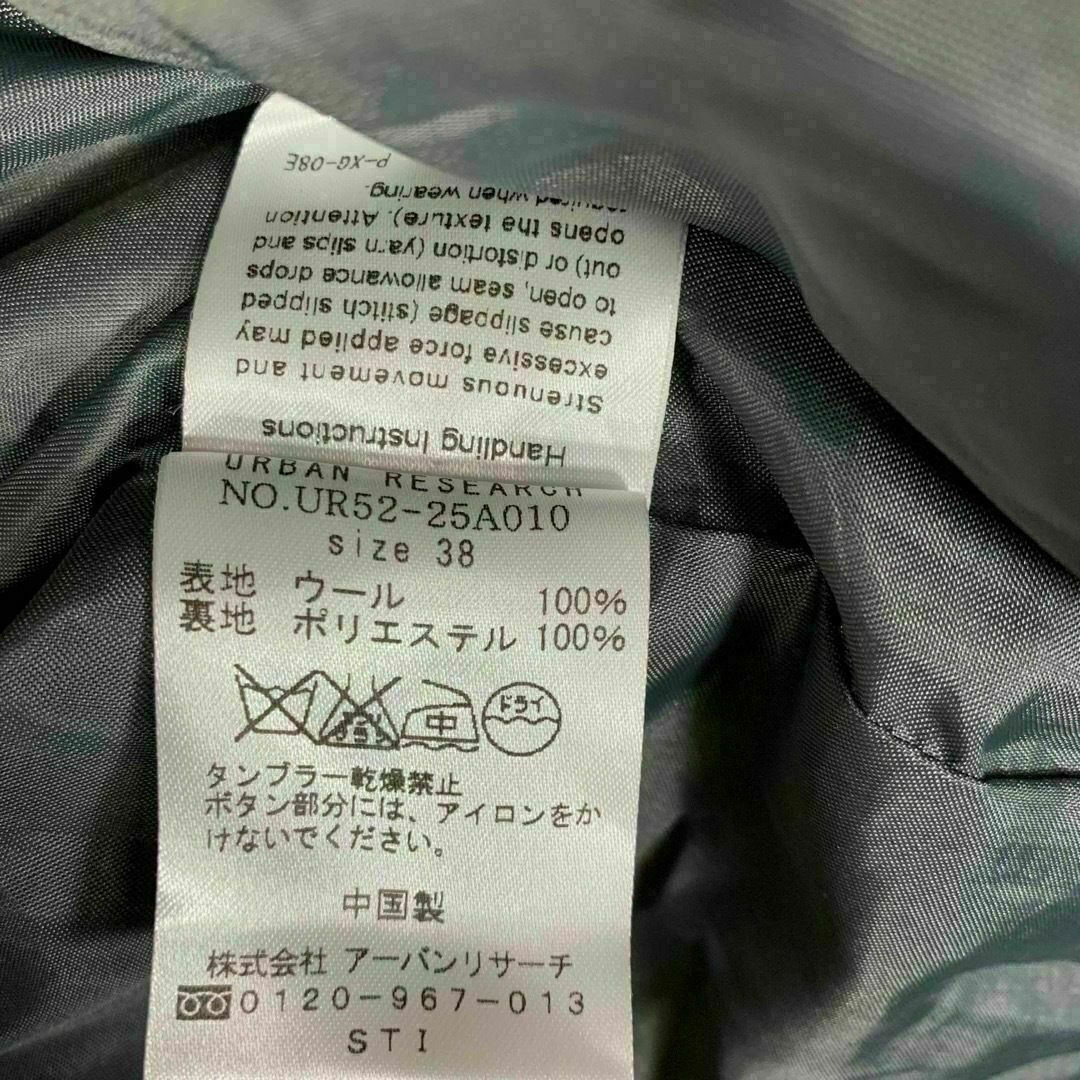 Handling Instructions
Strenuous movement and
excessive force applied may
cause slippage (stitch slipped
to open, seam allowance drops
out) or distortion (yarn slips and
opens the texture). Attention
required when wearing.
P-XG-08E
URBAN RESEARCH
NO.UR52-25A010
size 38
表地 ウール 100%
裏地 ポリエステル 100%
中 ドライ
タンブラー乾燥禁止
ボタン部分には、アイロンをか
けないでください。
中国製
株式会社 アーバンリサーチ
0120-967-013
STI